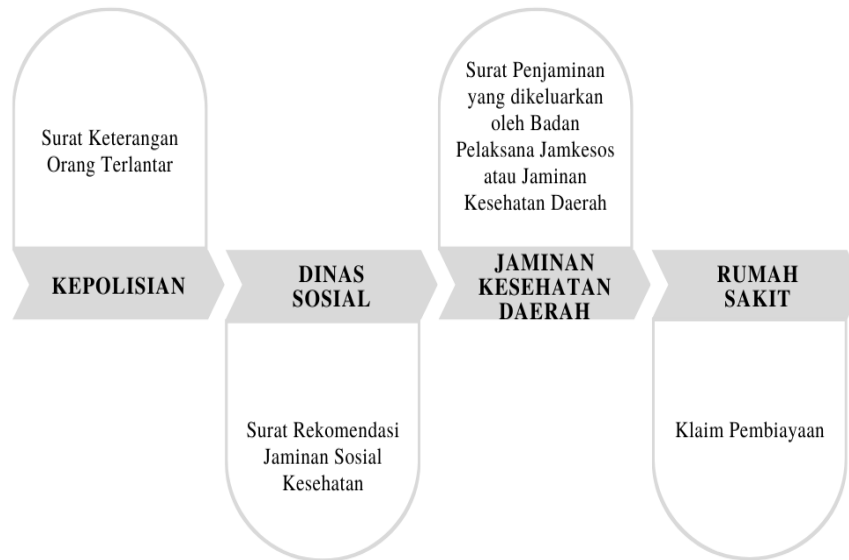 Surat Keterangan
Orang Terlantar
KEPOLISIAN
DINAS
SOSIAL
Surat Rekomendasi
Jaminan Sosial
Kesehatan
Surat Penjaminan
yang dikeluarkan
oleh Badan
Pelaksana Jamkesos
atau Jaminan
Kesehatan Daerah
JAMINAN
KESEHATAN
DAERAH
RUMAH
SAKIT
Klaim Pembiayaan